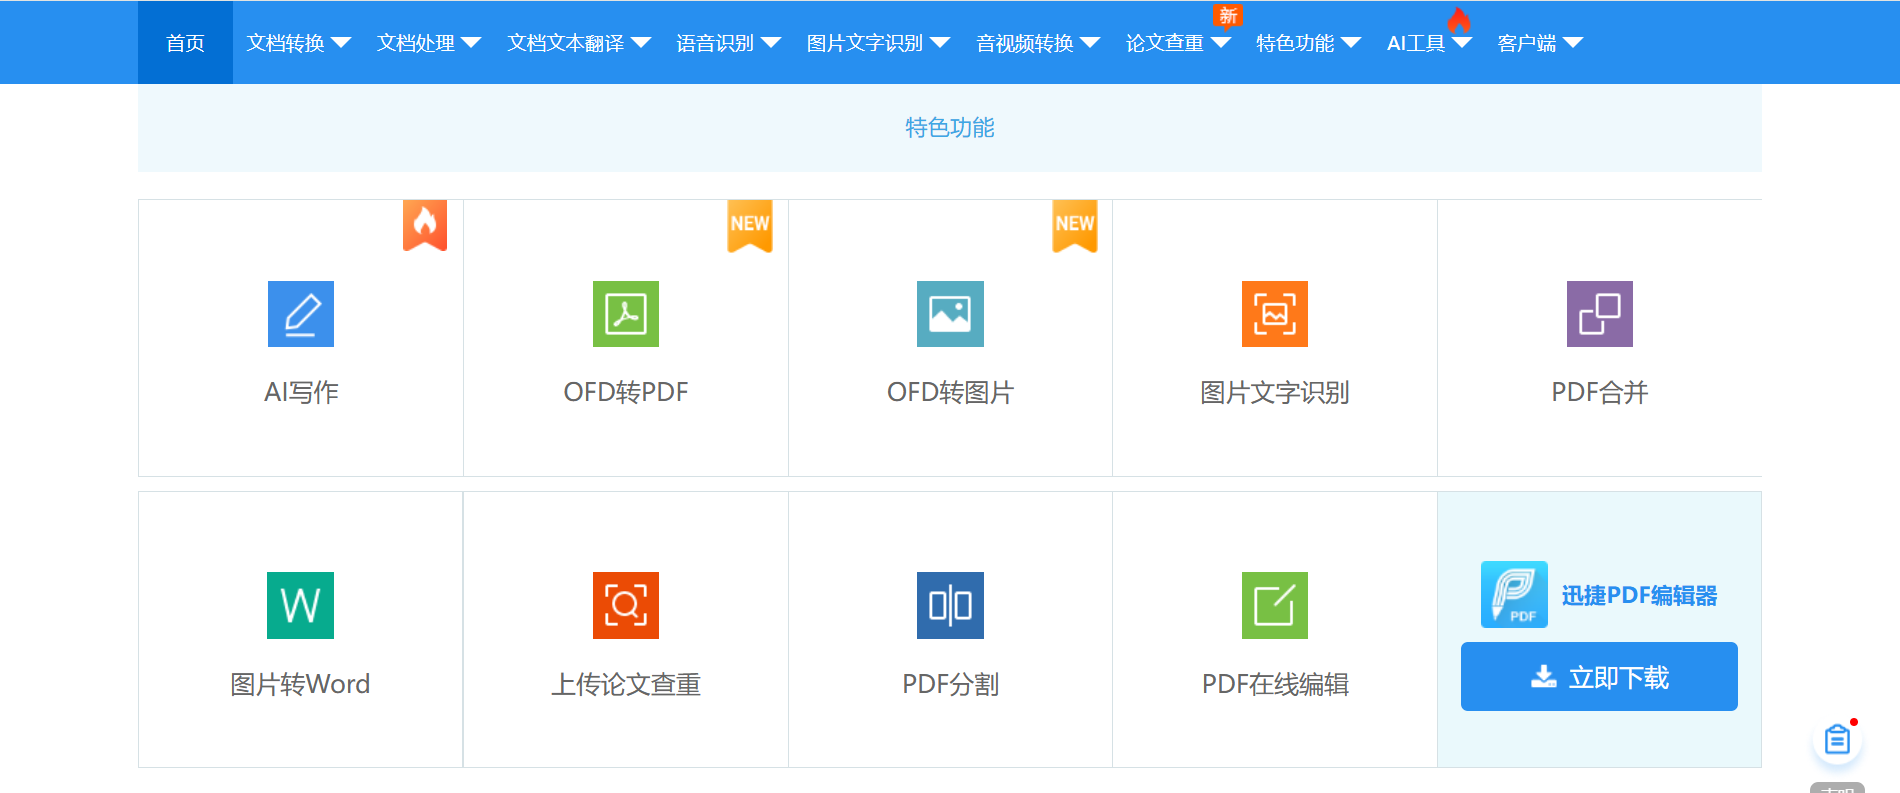 新
首页 文档转换 文档处理 文档文本翻译 语音识别 图片文字识别 音视频转换 论文查重 特色功能 AI工具 客户端
特色功能
NEW NEW
AI写作 OFD转PDF OFD转图片 图片文字识别 PDF合并
W
PDF
迅捷PDF编辑器
立即下载
图片转Word 上传论文查重 PDF分割 PDF在线编辑